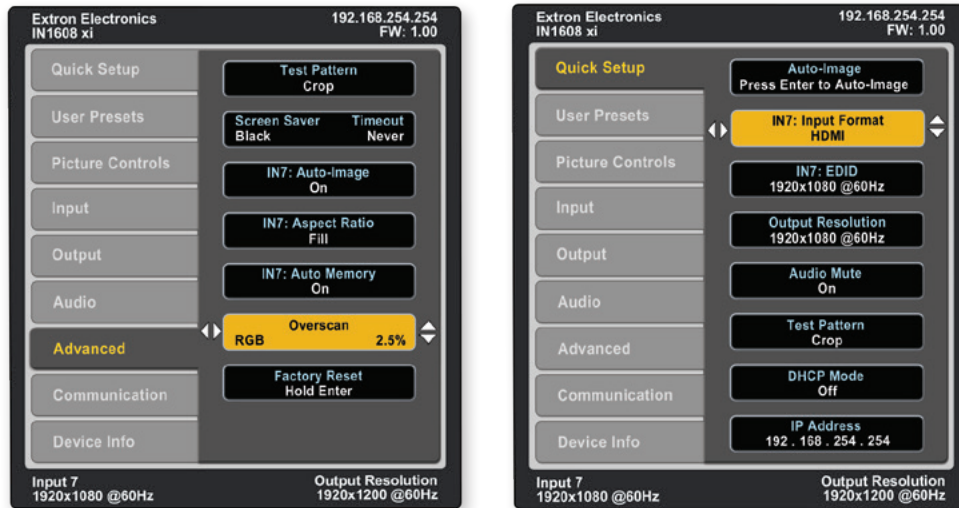 Extron Electronics
IN1608 xi
192.168.254.254
FW: 1.00
Quick Setup
User Presets
Picture Controls
Input
Output
Audio
Advanced
Communication
Device Info
Test Pattern
Crop
Screen Saver Timeout
Black Never
IN7: Auto-Image
On
IN7: Aspect Ratio
Fill
IN7: Auto Memory
On
Overscan
RGB 2.5%
Factory Reset
Hold Enter
Input 7
1920x1080 @60Hz
Output Resolution
1920x1200 @60Hz
Extron Electronics
IN1608 xi
192.168.254.254
FW: 1.00
Quick Setup
User Presets
Picture Controls
Input
Output
Audio
Advanced
Communication
Device Info
Auto-Image
Press Enter to Auto-Image
IN7: Input Format
HDMI
IN7: EDID
1920x1080 @60Hz
Output Resolution
1920x1080 @60Hz
Audio Mute
On
Test Pattern
Crop
DHCP Mode
Off
IP Address
192 . 168 . 254 . 254
Input 7
1920x1080 @60Hz
Output Resolution
1920x1200 @60Hz